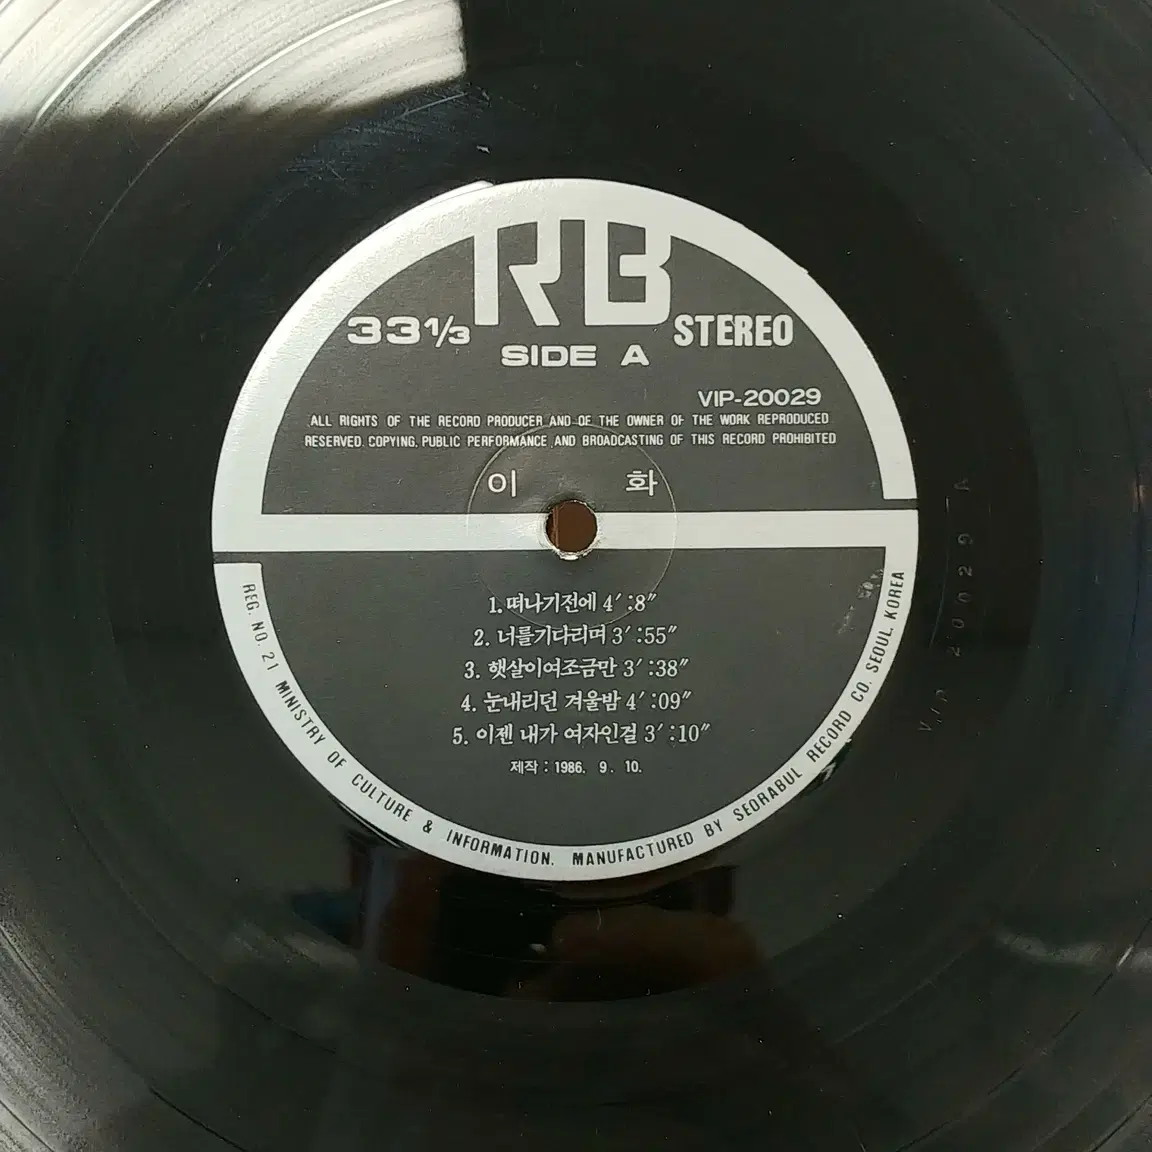 RB
33 1/3 STEREO
SIDE A
VIP-20029
ALL RIGHTS OF THE RECORD PRODUCER AND OF THE OWNER OF THE WORK REPRODUCED
RESERVED. COPYING, PUBLIC PERFORMANCE, AND BROADCASTING OF THIS RECORD PROHIBITED
이 화
1. 떠나기전에 4′:8″
2. 너를기다리며 3′:55″
3. 햇살이여조금만 3′:38″
4. 눈내리던 겨울밤 4′:09″
5. 이젠 내가 여자인걸 3′:10″
제작 : 1986. 9. 10.
REG. NO. 21 MINISTRY OF CULTURE & INFORMATION. MANUFACTURED BY SEORABUL RECORD CO. SEOUL. KOREA
V.I.P 20029 A